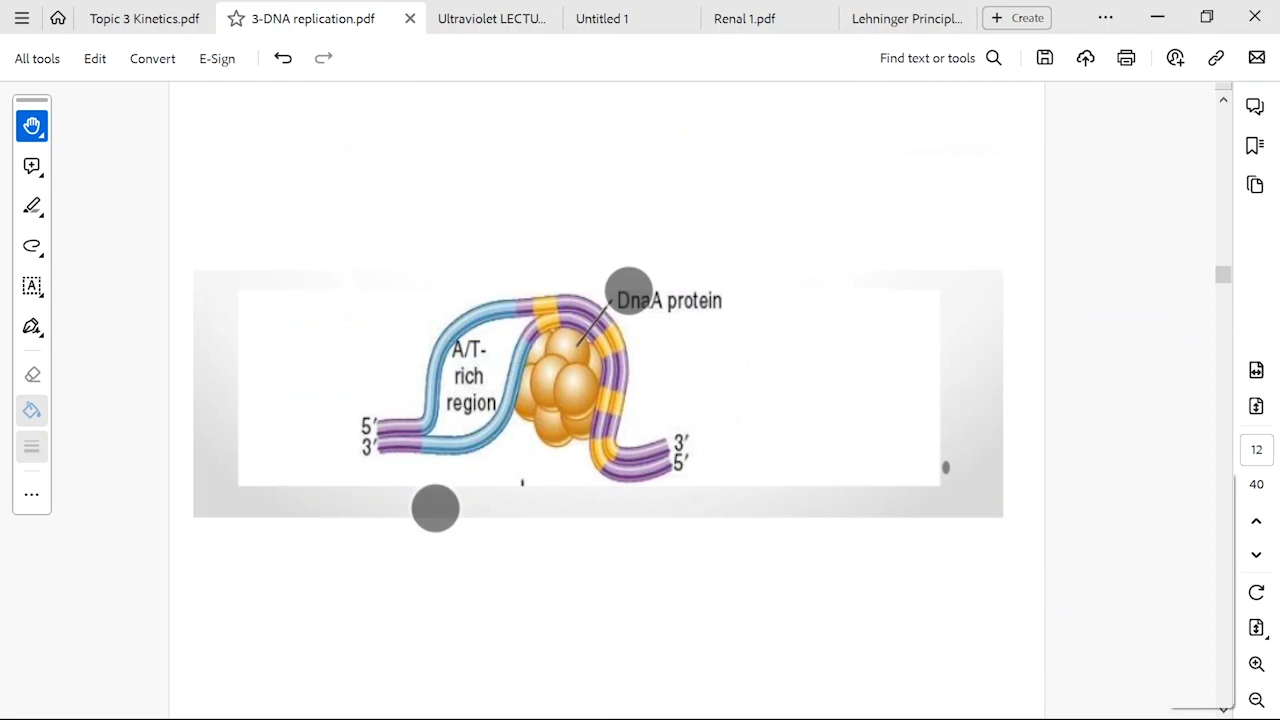 Topic 3 Kinetics.pdf
3-DNA replication.pdf
Ultraviolet LECTU...
Untitled 1
Renal 1.pdf
Lehninger Principl...
Create
All tools
Edit
Convert
E-Sign
Find text or tools
DnaA protein
A/T-
rich
region
5′
3′
3′
5′
12
40